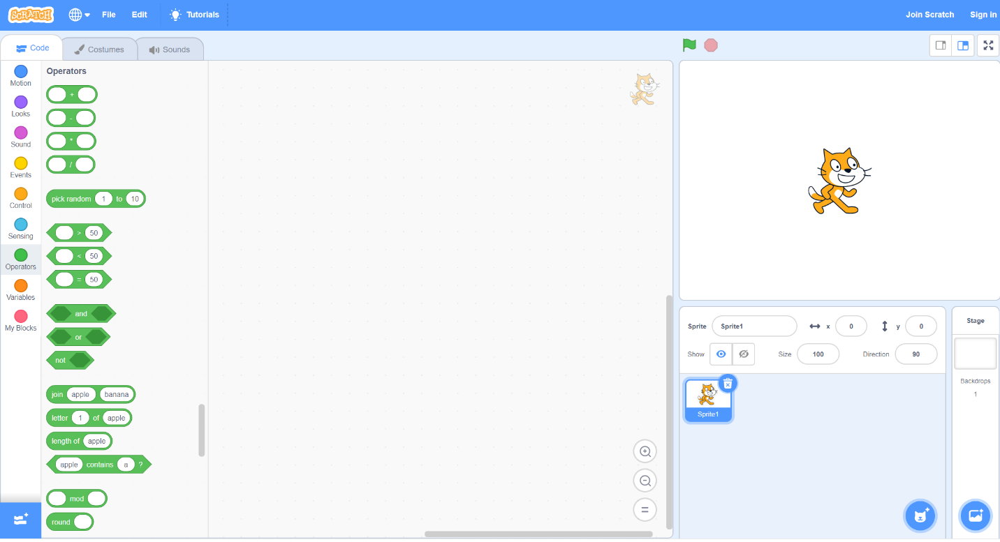 SCRATCH File Edit Tutorials Join Scratch Sign in
Code Costumes Sounds
Motion
Looks
Sound
Events
Control
Sensing
Operators
Variables
My Blocks
Operators
+
-
*
/
pick random 1 to 10
> 50
< 50
= 50
and
or
not
join apple banana
letter 1 of apple
length of apple
apple contains a ?
mod
round
Sprite Sprite1 x 0 y 0
Show Size 100 Direction 90
Sprite1
Stage
Backdrops
1